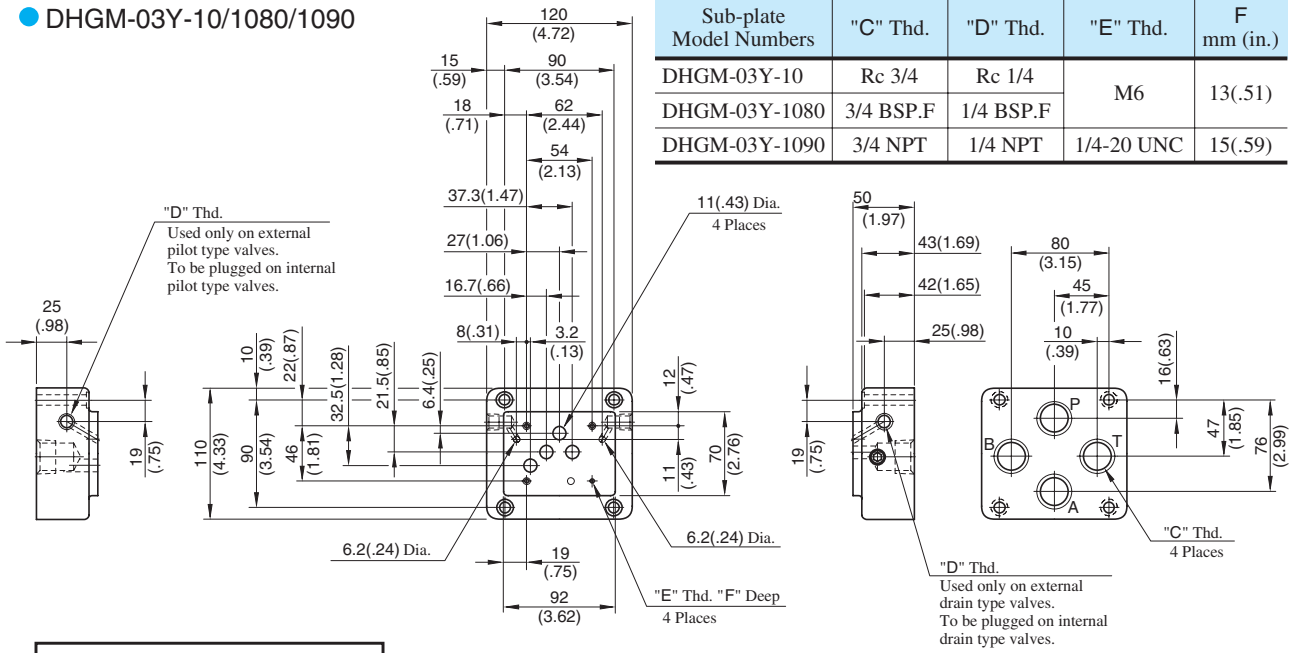 DHGM-03Y-10/1080/1090
Sub-plate Model Numbers "C" Thd. "D" Thd. "E" Thd. F mm (in.)
DHGM-03Y-10 Rc 3/4 Rc 1/4 M6 13(.51)
DHGM-03Y-1080 3/4 BSP.F 1/4 BSP.F
DHGM-03Y-1090 3/4 NPT 1/4 NPT 1/4-20 UNC 15(.59)
120
(4.72)
15
(.59)
90
(3.54)
18
(.71)
62
(2.44)
54
(2.13)
37.3(1.47)
27(1.06)
16.7(.66)
8(.31)
3.2
(.13)
11(.43) Dia.
4 Places
"D" Thd.
Used only on external
pilot type valves.
To be plugged on internal
pilot type valves.
25
(.98)
19
(.75)
110
(4.33)
10
(.39)
90
(3.54)
22(.87)
46
(1.81)
32.5(1.28)
21.5(.85)
6.4(.25)
12
(.47)
11
(.43)
70
(2.76)
6.2(.24) Dia.
6.2(.24) Dia.
19
(.75)
92
(3.62)
"E" Thd. "F" Deep
4 Places
50
(1.97)
43(1.69)
42(1.65)
25(.98)
19
(.75)
"D" Thd.
Used only on external
drain type valves.
To be plugged on internal
drain type valves.
80
(3.15)
45
(1.77)
10
(.39)
16(.63)
47
(1.85)
76
(2.99)
P
B
T
A
"C" Thd.
4 Places